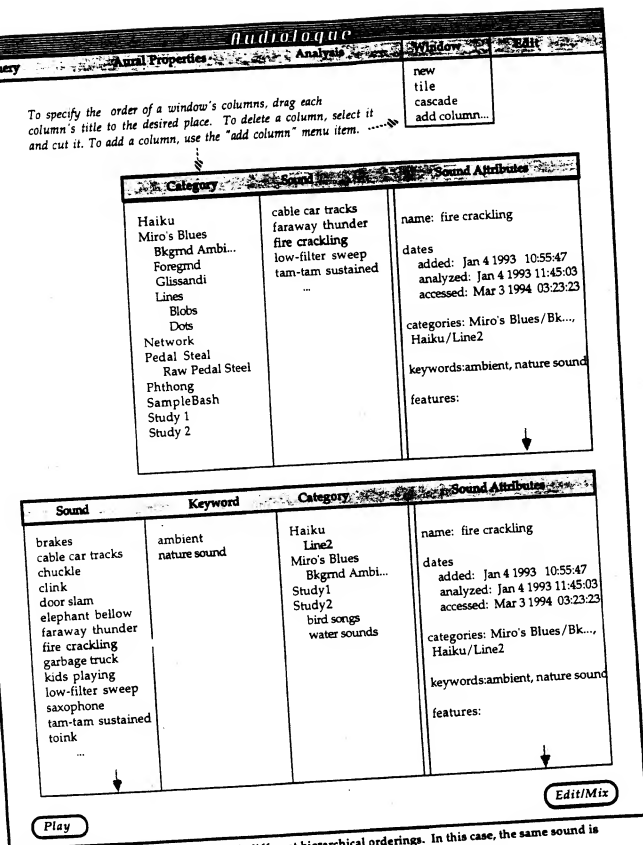 Audiologue
ery Aural Properties Analysis Window Edit
new
tile
cascade
add column...
To specify the order of a window's columns, drag each
column's title to the desired place. To delete a column, select it
and cut it. To add a column, use the "add column" menu item.
Category Sound Sound Attributes
Haiku
Miro's Blues
Bkgrnd Ambi...
Foregrnd
Glissandi
Lines
Blobs
Dots
Network
Pedal Steal
Raw Pedal Steel
Phthong
SampleBash
Study 1
Study 2
cable car tracks
faraway thunder
fire crackling
low-filter sweep
tam-tam sustained
...
name: fire crackling
dates
added: Jan 4 1993 10:55:47
analyzed: Jan 4 1993 11:45:03
accessed: Mar 3 1994 03:23:23
categories: Miro's Blues/Bk...,
Haiku/Line2
keywords:ambient, nature sound
features:
Sound Keyword Category Sound Attributes
brakes
cable car tracks
chuckle
clink
door slam
elephant bellow
faraway thunder
fire crackling
garbage truck
kids playing
low-filter sweep
saxophone
tam-tam sustained
toink
...
ambient
nature sound
Haiku
Line2
Miro's Blues
Bkgrnd Ambi...
Study1
Study2
bird songs
water sounds
name: fire crackling
dates
added: Jan 4 1993 10:55:47
analyzed: Jan 4 1993 11:45:03
accessed: Mar 3 1994 03:23:23
categories: Miro's Blues/Bk...,
Haiku/Line2
keywords:ambient, nature sound
features:
Play
Edit/Mix
hierarchical orderings. In this case, the same sound is